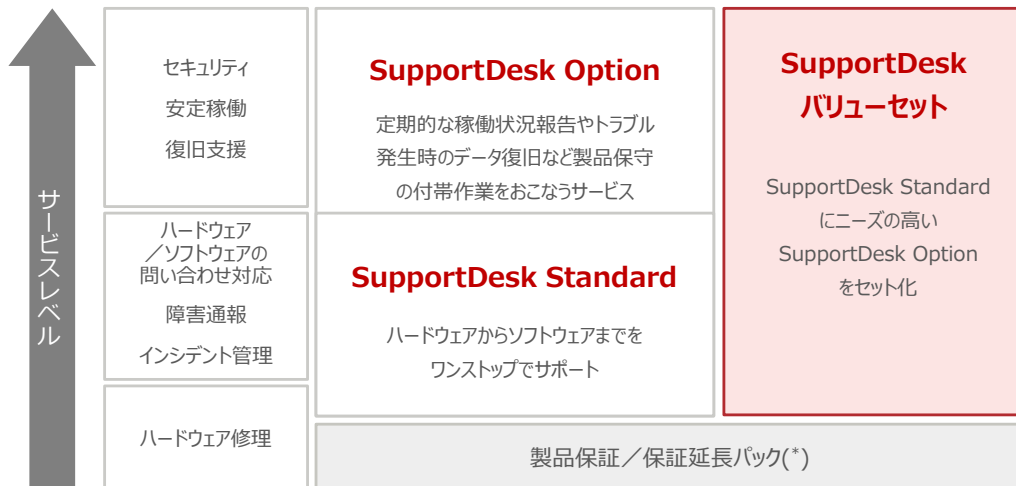 サービスレベル
セキュリティ
安定稼働
復旧支援
SupportDesk Option
定期的な稼働状況報告やトラブル
発生時のデータ復旧など製品保守
の付帯作業をおこなうサービス
SupportDesk
バリューセット
SupportDesk Standard
にニーズの高い
SupportDesk Option
をセット化
ハードウェア
／ソフトウェアの
問い合わせ対応
障害通報
インシデント管理
SupportDesk Standard
ハードウェアからソフトウェアまでを
ワンストップでサポート
ハードウェア修理
製品保証／保証延長パック(*)